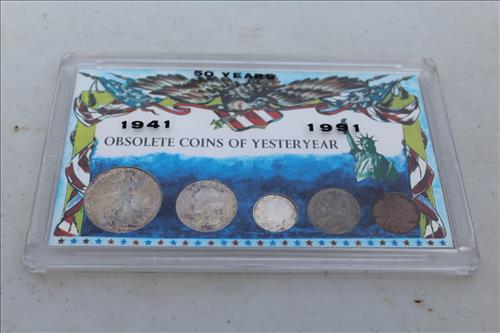 50 YEARS
1941 1991
OBSOLETE COINS OF YESTERYEAR